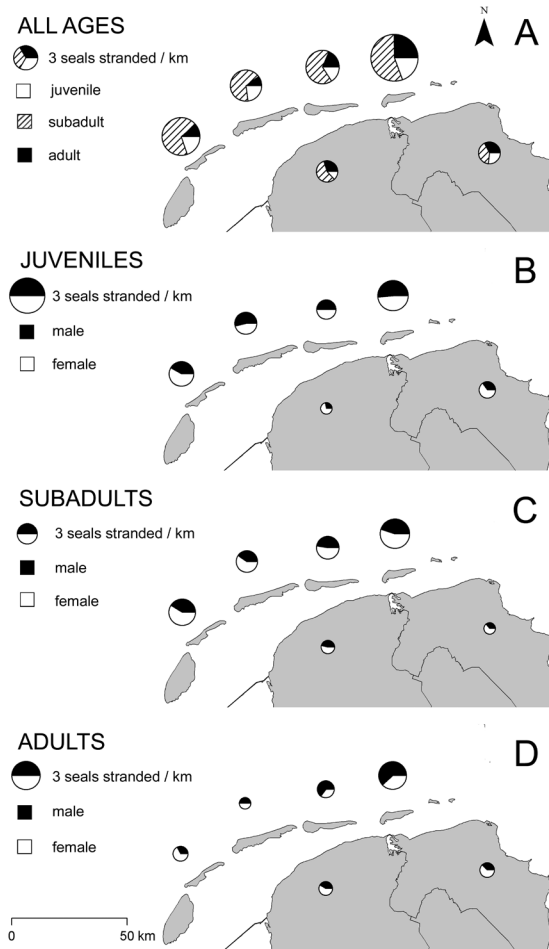 ALL AGES
3 seals stranded / km
juvenile
subadult
adult
N
A
JUVENILES
3 seals stranded / km
male
female
B
SUBADULTS
3 seals stranded / km
male
female
C
ADULTS
3 seals stranded / km
male
female
D
0 50 km